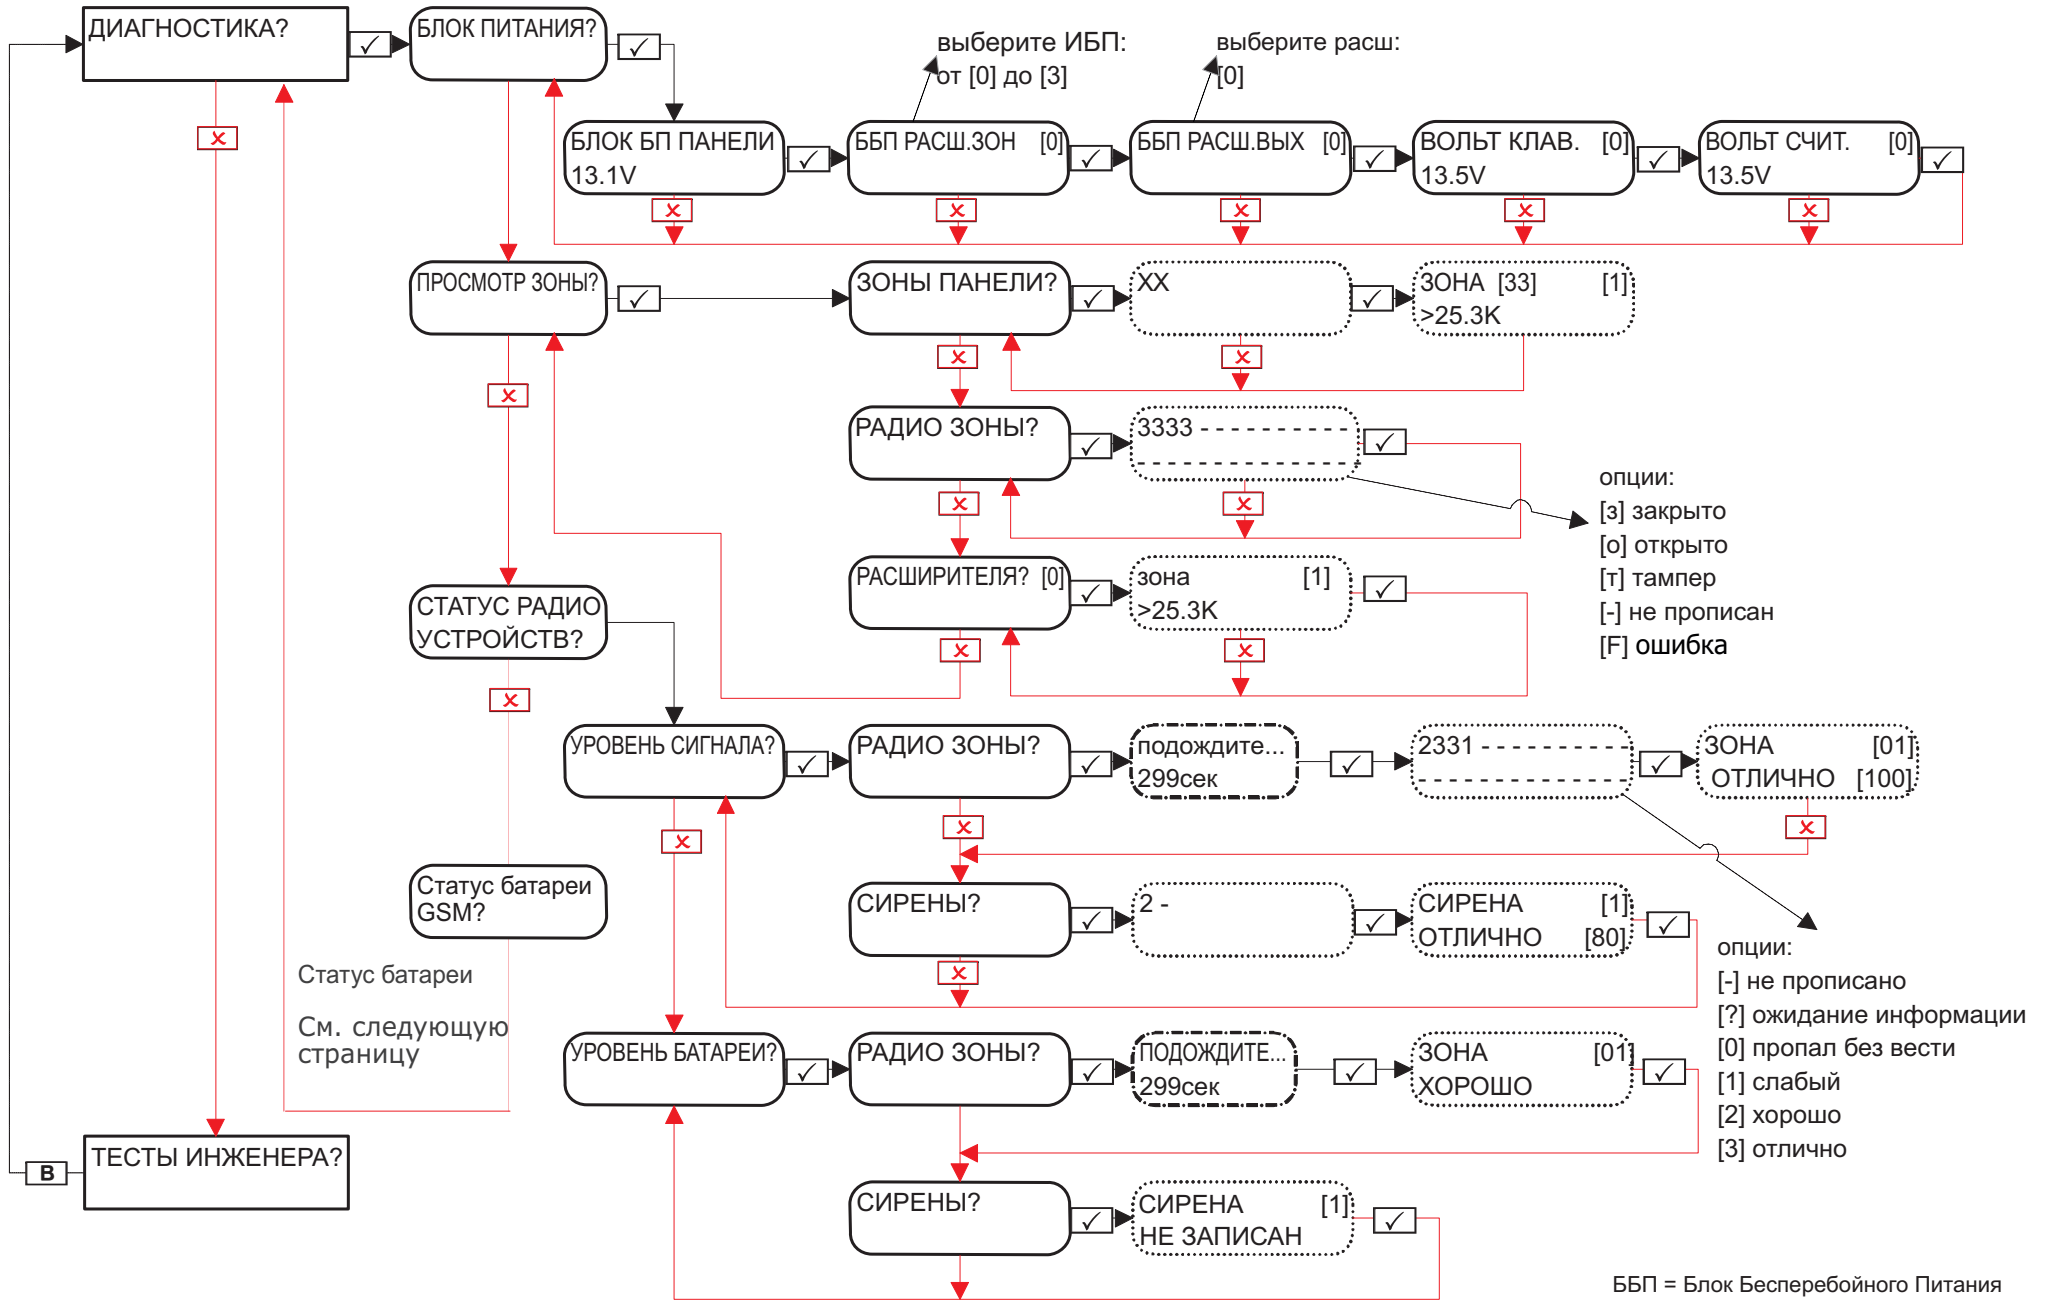 ДИАГНОСТИКА?
БЛОК ПИТАНИЯ?
выберите ИБП:
от [0] до [3]
выберите расш:
[0]
БЛОК БП ПАНЕЛИ
13.1V
ББП РАСШ.ЗОН [0]
ББП РАСШ.ВЫХ [0]
ВОЛЬТ КЛАВ. [0]
13.5V
ВОЛЬТ СЧИТ. [0]
13.5V
ПРОСМОТР ЗОНЫ?
ЗОНЫ ПАНЕЛИ?
XX
ЗОНА [33] [1]
>25.3K
РАДИО ЗОНЫ?
3333 - - - - - - - - - -
- - - - - - - - - - - - - -
опции:
[з] закрыто
[о] открыто
[т] тампер
[-] не прописан
[F] ошибка
РАСШИРИТЕЛЯ? [0]
зона [1]
>25.3K
СТАТУС РАДИО
УСТРОЙСТВ?
УРОВЕНЬ СИГНАЛА?
РАДИО ЗОНЫ?
подождите...
299сек
2331 - - - - - - - - - -
- - - - - - - - - - - - - -
ЗОНА [01]
ОТЛИЧНО [100]
Статус батареи
GSM?
СИРЕНЫ?
2 -
СИРЕНА [1]
ОТЛИЧНО [80]
Статус батареи
См. следующую
страницу
опции:
[-] не прописано
[?] ожидание информации
[0] пропал без вести
[1] слабый
[2] хорошо
[3] отлично
УРОВЕНЬ БАТАРЕИ?
РАДИО ЗОНЫ?
ПОДОЖДИТЕ...
299сек
ЗОНА [01]
ХОРОШО
ТЕСТЫ ИНЖЕНЕРА?
B
СИРЕНЫ?
СИРЕНА [1]
НЕ ЗАПИСАН
ББП = Блок Бесперебойного Питания